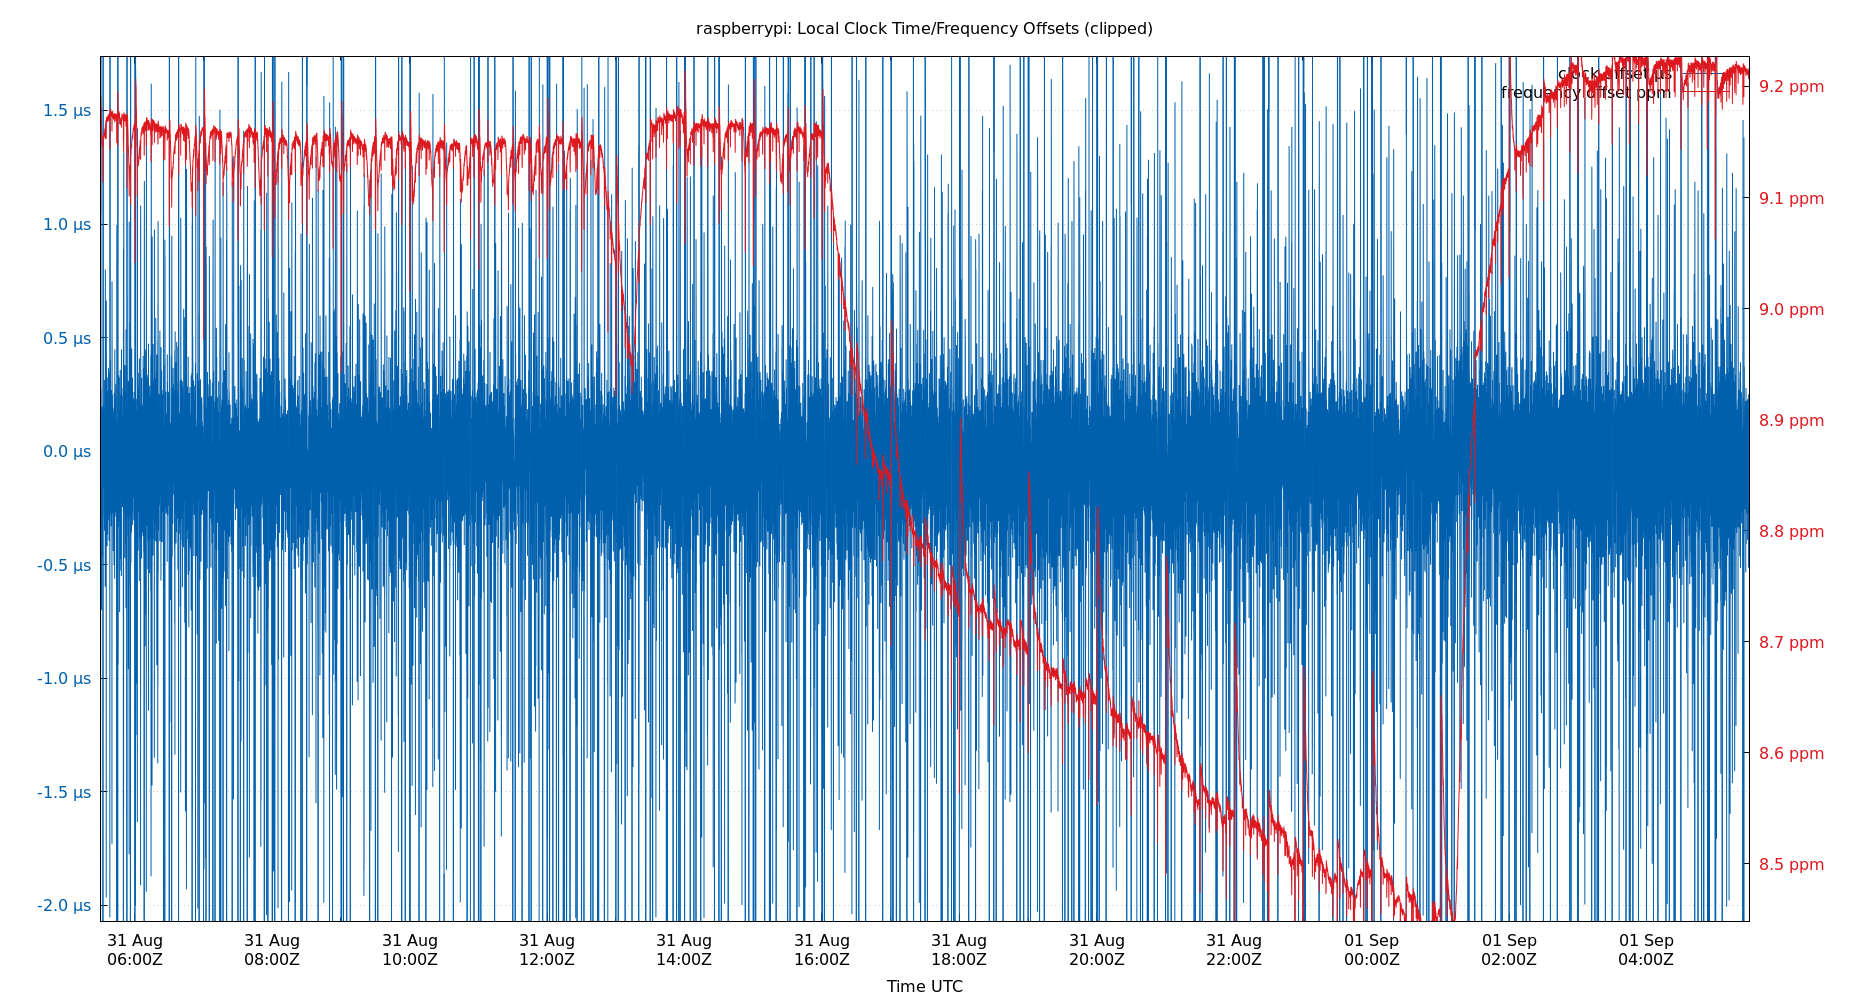 raspberrypi: Local Clock Time/Frequency Offsets (clipped)
clock offset µs
frequency offset ppm
1.5 µs
1.0 µs
0.5 µs
0.0 µs
-0.5 µs
-1.0 µs
-1.5 µs
-2.0 µs
9.2 ppm
9.1 ppm
9.0 ppm
8.9 ppm
8.8 ppm
8.7 ppm
8.6 ppm
8.5 ppm
31 Aug 31 Aug 31 Aug 31 Aug 31 Aug 31 Aug 31 Aug 31 Aug 31 Aug 01 Sep 01 Sep 01 Sep
06:00Z 08:00Z 10:00Z 12:00Z 14:00Z 16:00Z 18:00Z 20:00Z 22:00Z 00:00Z 02:00Z 04:00Z
Time UTC